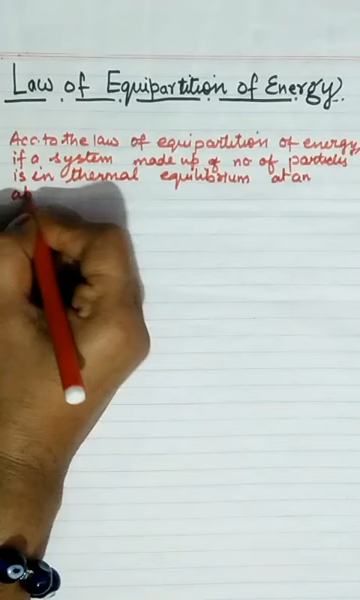 Law of Equipartition of Energy
Acc. to the law of equipartition of energy,
if a system made up of no of particles
is in thermal equilibrium at an
ab